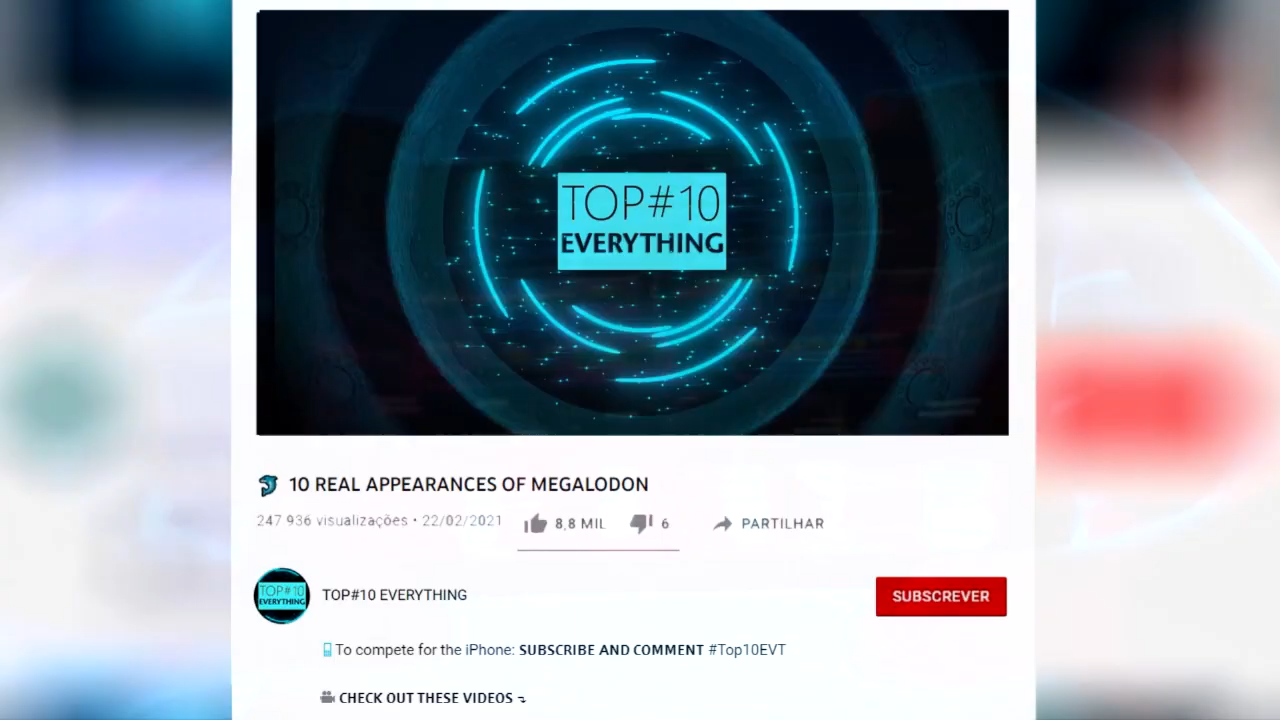 TOP#10
EVERYTHING
10 REAL APPEARANCES OF MEGALODON
247 936 visualizações • 22/02/2021 8,8 MIL 6 PARTILHAR
TOP#10
EVERYTHING
TOP#10 EVERYTHING
SUBSCREVER
To compete for the iPhone: SUBSCRIBE AND COMMENT #Top10EVT
CHECK OUT THESE VIDEOS